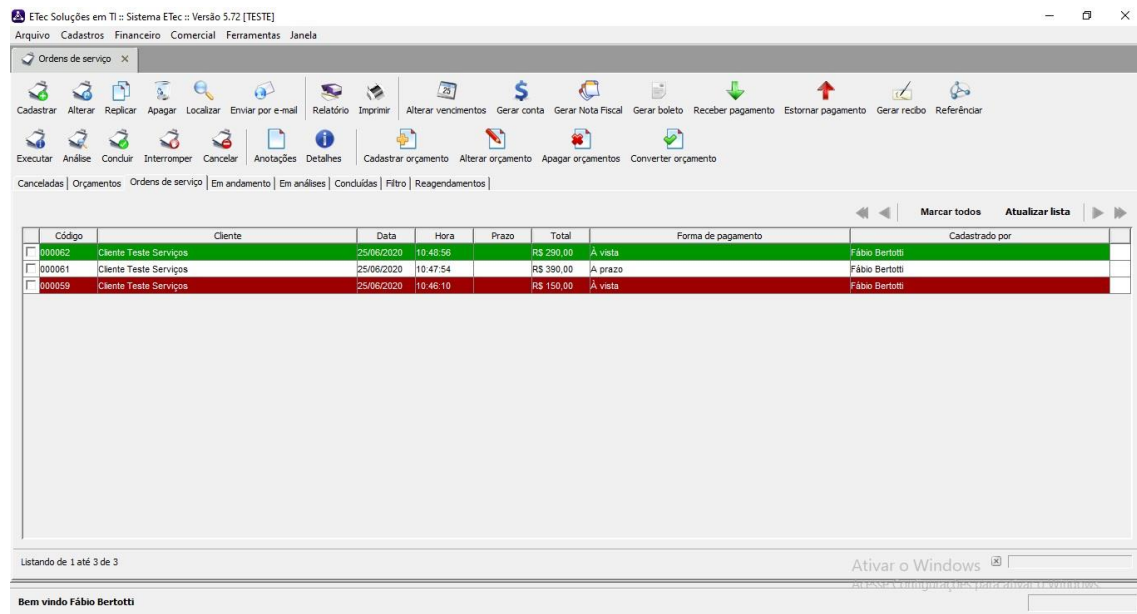 ETec Soluções em TI :: Sistema ETec :: Versão 5.72 [TESTE]
Arquivo Cadastros Financeiro Comercial Ferramentas Janela
Ordens de serviço
Cadastrar Alterar Replicar Apagar Localizar Enviar por e-mail Relatório Imprimir Alterar vencimentos Gerar conta Gerar Nota Fiscal Gerar boleto Receber pagamento Estornar pagamento Gerar recibo Referênciar
Executar Análise Concluir Interromper Cancelar Anotações Detalhes Cadastrar orçamento Alterar orçamento Apagar orçamentos Converter orçamento
Canceladas Orçamentos Ordens de serviço Em andamento Em análises Concluídas Filtro Reagendamentos
Marcar todos Atualizar lista
Código Cliente Data Hora Prazo Total Forma de pagamento Cadastrado por
000062 Cliente Teste Serviços 25/06/2020 10:48:56 R$ 290,00 À vista Fábio Bertotti
000061 Cliente Teste Serviços 25/06/2020 10:47:54 R$ 390,00 A prazo Fábio Bertotti
000059 Cliente Teste Serviços 25/06/2020 10:46:10 R$ 150,00 À vista Fábio Bertotti
Listando de 1 até 3 de 3
Ativar o Windows
Acesse Configurações para ativar o Windows.
Bem vindo Fábio Bertotti